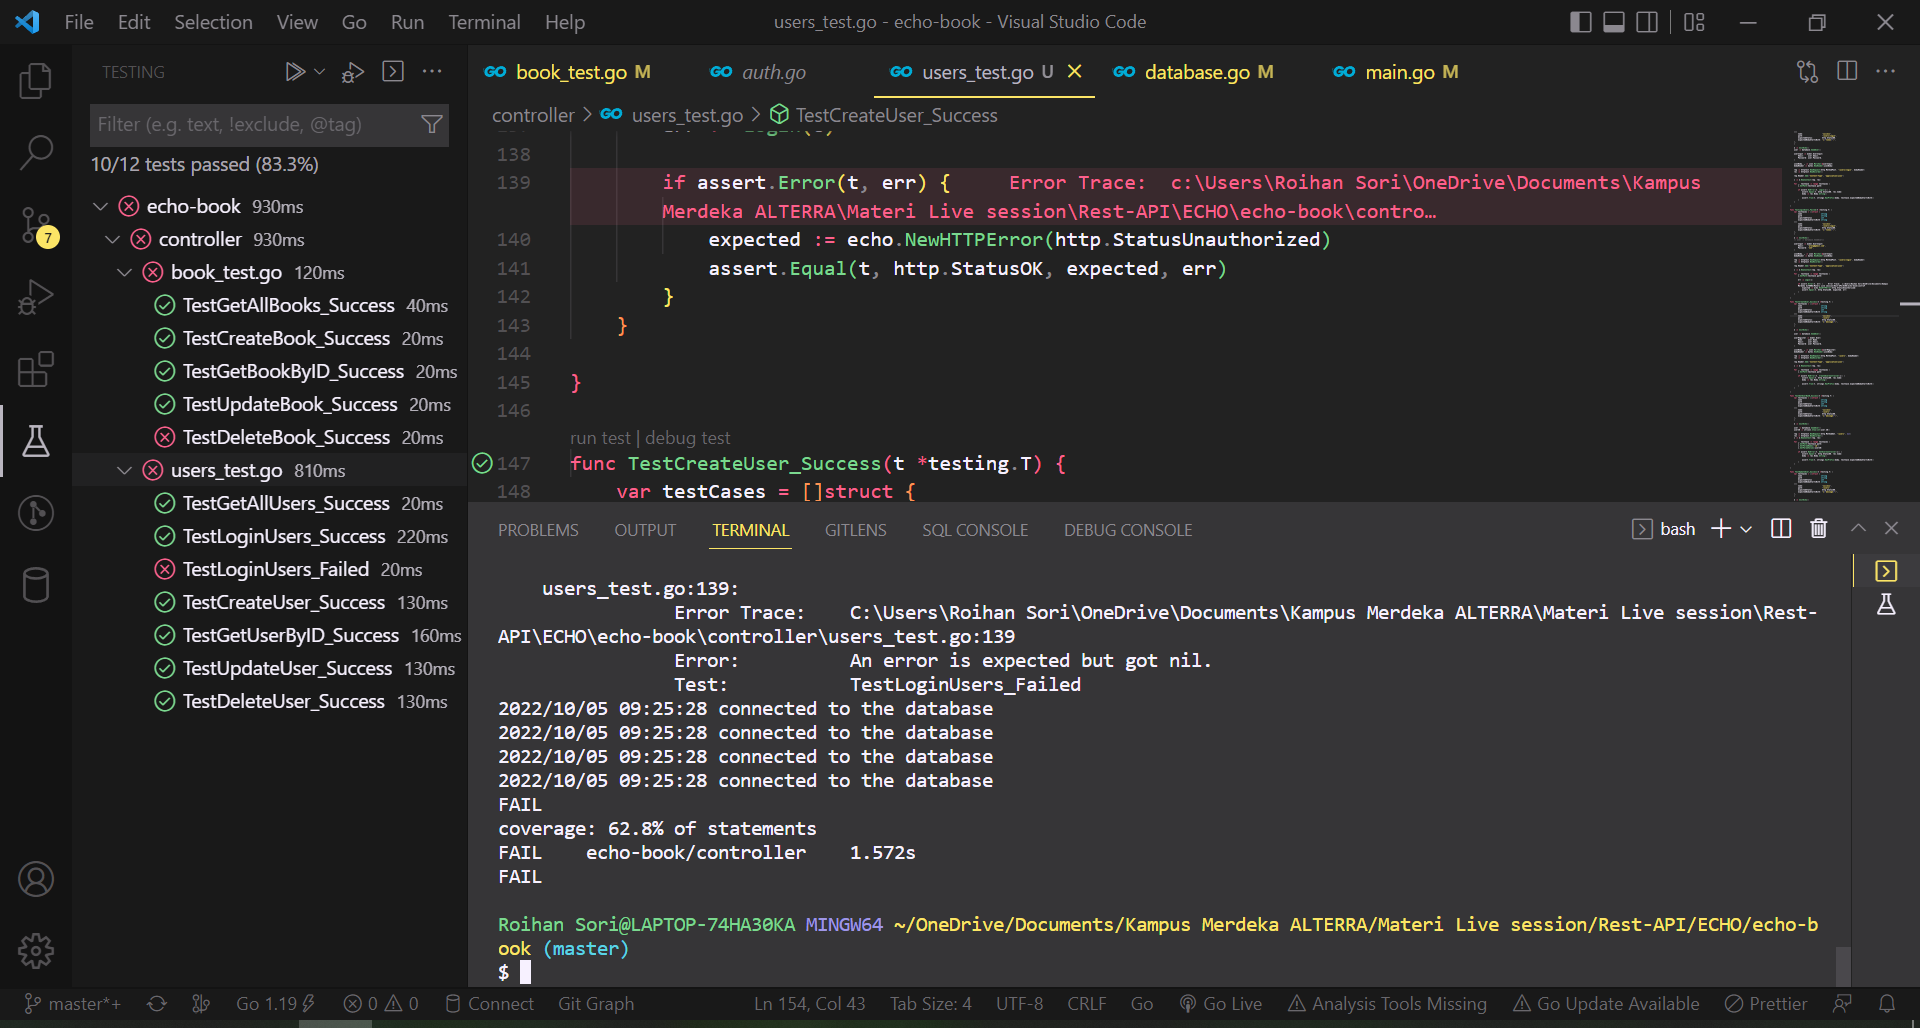 File Edit Selection View Go Run Terminal Help
users_test.go - echo-book - Visual Studio Code
TESTING
Filter (e.g. text, !exclude, @tag)
10/12 tests passed (83.3%)
echo-book 930ms
controller 930ms
book_test.go 120ms
TestGetAllBooks_Success 40ms
TestCreateBook_Success 20ms
TestGetBookByID_Success 20ms
TestUpdateBook_Success 20ms
TestDeleteBook_Success 20ms
users_test.go 810ms
TestGetAllUsers_Success 20ms
TestLoginUsers_Success 220ms
TestLoginUsers_Failed 20ms
TestCreateUser_Success 130ms
TestGetUserByID_Success 160ms
TestUpdateUser_Success 130ms
TestDeleteUser_Success 130ms
7
GO book_test.go M GO auth.go GO users_test.go U GO database.go M GO main.go M
controller > GO users_test.go > TestCreateUser_Success
138
139 if assert.Error(t, err) { Error Trace: c:\Users\Roihan Sori\OneDrive\Documents\Kampus
Merdeka ALTERRA\Materi Live session\Rest-API\ECHO\echo-book\contro…
140 expected := echo.NewHTTPError(http.StatusUnauthorized)
141 assert.Equal(t, http.StatusOK, expected, err)
142 }
143 }
144
145 }
146
run test | debug test
147 func TestCreateUser_Success(t *testing.T) {
148 var testCases = []struct {
PROBLEMS OUTPUT TERMINAL GITLENS SQL CONSOLE DEBUG CONSOLE
bash
users_test.go:139:
Error Trace: C:\Users\Roihan Sori\OneDrive\Documents\Kampus Merdeka ALTERRA\Materi Live session\Rest-
API\ECHO\echo-book\controller\users_test.go:139
Error: An error is expected but got nil.
Test: TestLoginUsers_Failed
2022/10/05 09:25:28 connected to the database
2022/10/05 09:25:28 connected to the database
2022/10/05 09:25:28 connected to the database
2022/10/05 09:25:28 connected to the database
FAIL
coverage: 62.8% of statements
FAIL echo-book/controller 1.572s
FAIL
Roihan Sori@LAPTOP-74HA30KA MINGW64 ~/OneDrive/Documents/Kampus Merdeka ALTERRA/Materi Live session/Rest-API/ECHO/echo-b
ook (master)
$
master*+ Go 1.19 0 0 Connect Git Graph Ln 154, Col 43 Tab Size: 4 UTF-8 CRLF Go Go Live Analysis Tools Missing Go Update Available Prettier